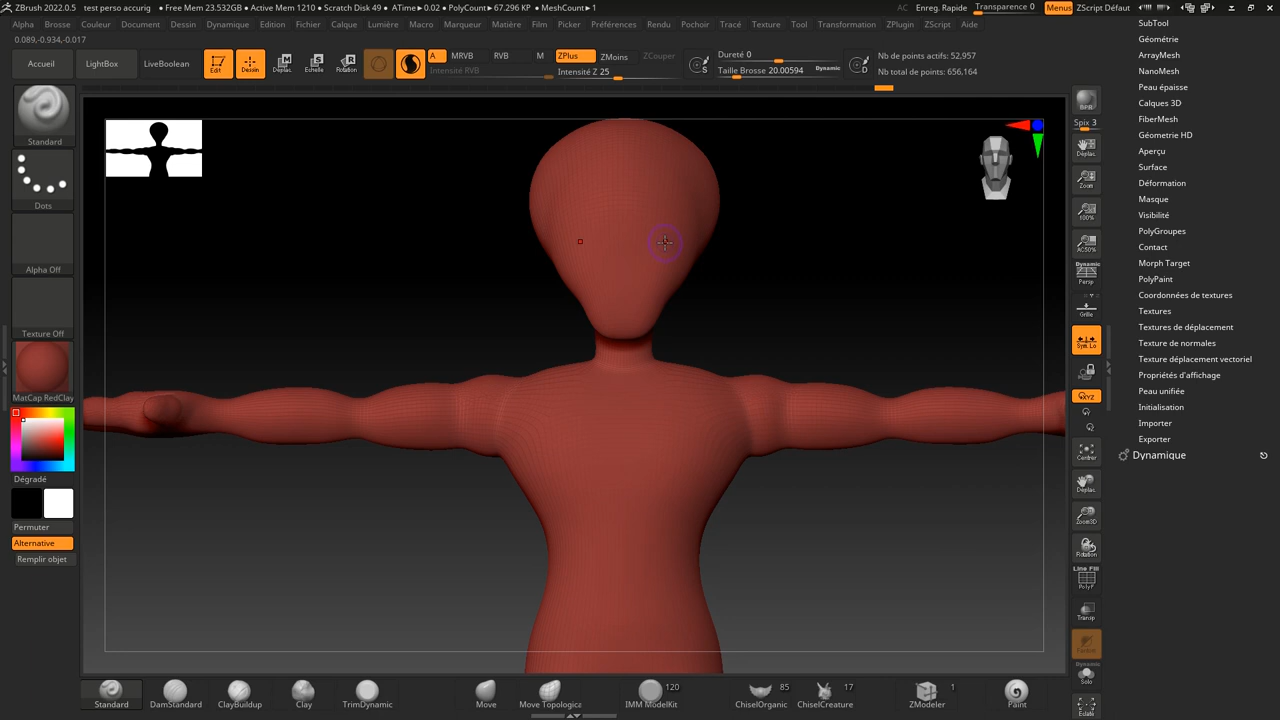 ZBrush 2022.0.5 test perso accurig • Free Mem 23.532GB • Active Mem 1210 • Scratch Disk 49 • ATime▸0.02 • PolyCount▸67.296 KP • MeshCount▸1
AC Enreg. Rapide Transparence 0 Menus ZScript Défaut
Alpha Brosse Couleur Document Dessin Dynamique Edition Fichier Calque Lumière Macro Marqueur Matière Film Picker Préférences Rendu Pochoir Tracé Texture Tool Transformation ZPlugin ZScript Aide
0.089,-0.934,-0.017
Accueil LightBox LiveBoolean Edit Dessin Deplac. Echelle Rotation
A MRVB RVB M ZPlus ZMoins ZCouper
Intensité RVB Intensité Z 25
S Dureté 0
Taille Brosse 20.00594 Dynamic D
Nb de points actifs: 52,957
Nb total de points: 656,164
Standard
Dots
Alpha Off
Texture Off
MatCap RedClay
Dégradé
Permuter
Alternative
Remplir objet
BPR
Spix 3
Déplac.
Zoom
100%
AC50%
Dynamic
Persp
Grille
Sym.Lo
XYZ
Centrer
Déplac.
Zoom3D
Rotation
Line Fill
PolyF
Transp
Dynamic
Solo
SubTool
Géométrie
ArrayMesh
NanoMesh
Peau épaisse
Calques 3D
FiberMesh
Géometrie HD
Aperçu
Surface
Déformation
Masque
Visibilité
PolyGroupes
Contact
Morph Target
PolyPaint
Coordonnées de textures
Textures
Textures de déplacement
Texture de normales
Texture déplacement vectoriel
Propriétés d'affichage
Peau unifiée
Initialisation
Importer
Exporter
Dynamique
Standard DamStandard ClayBuildup Clay TrimDynamic Move Move Topologica IMM ModelKit 120 ChiselOrganic 85 ChiselCreature 17 ZModeler 1 Paint